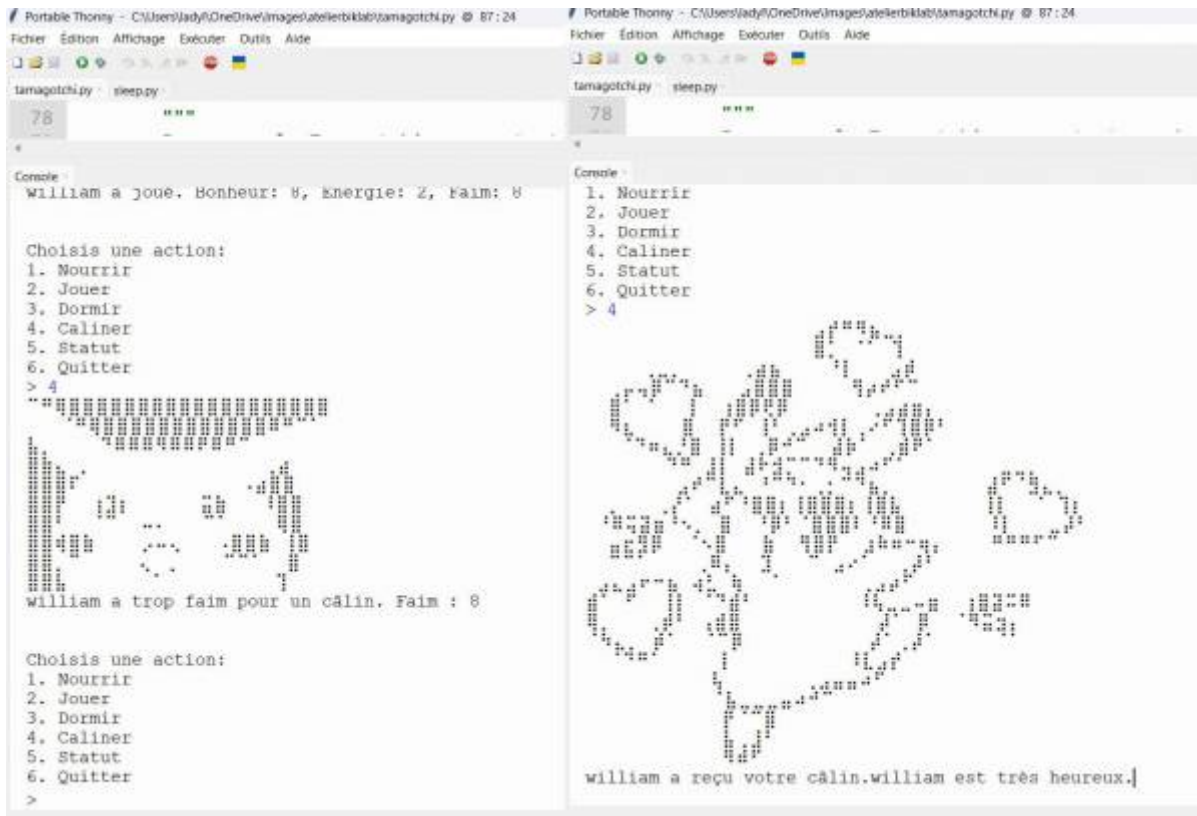 Portable Thonny - C:\Users\ladyl\OneDrive\Images\atelierbiklab\tamagotchi.py @ 87:24
Fichier Édition Affichage Exécuter Outils Aide
tamagotchi.py sleep.py
78 """
Console
william a joué. Bonheur: 8, Énergie: 2, Faim: 8
Choisis une action:
1. Nourrir
2. Jouer
3. Dormir
4. Caliner
5. Statut
6. Quitter
> 4
william a trop faim pour un câlin. Faim : 8
Choisis une action:
1. Nourrir
2. Jouer
3. Dormir
4. Caliner
5. Statut
6. Quitter
>
Portable Thonny - C:\Users\ladyl\OneDrive\Images\atelierbiklab\tamagotchi.py @ 87:24
Fichier Édition Affichage Exécuter Outils Aide
tamagotchi.py sleep.py
78 """
Console
1. Nourrir
2. Jouer
3. Dormir
4. Caliner
5. Statut
6. Quitter
> 4
william a reçu votre câlin.william est très heureux.